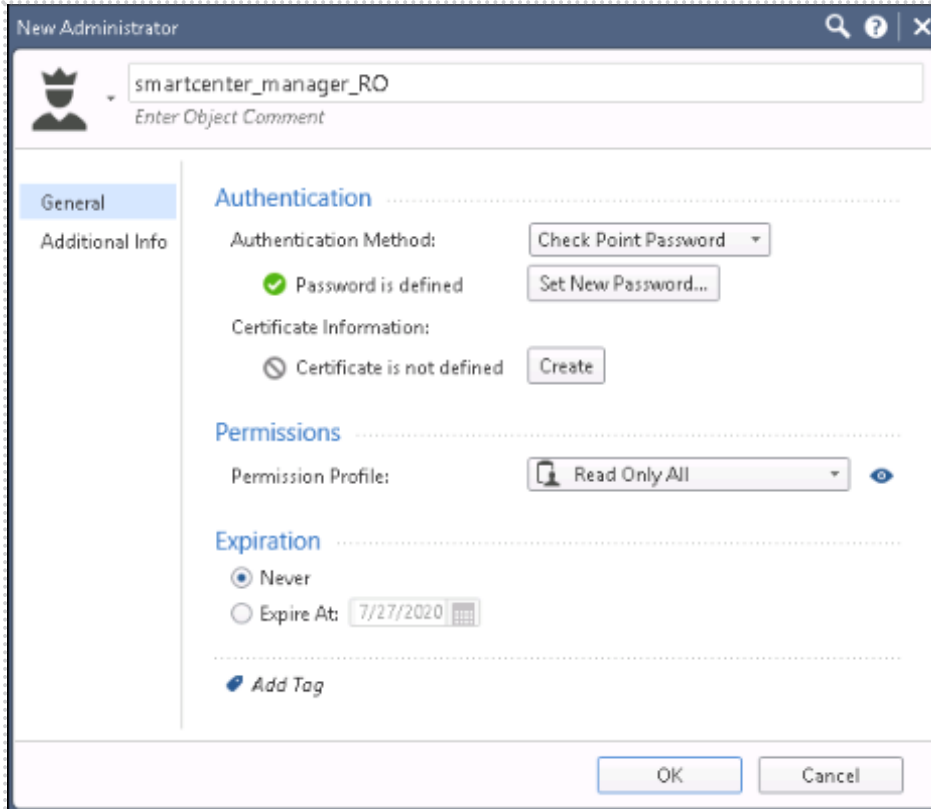 New Administrator
smartcenter_manager_RO
Enter Object Comment
General
Additional Info
Authentication
Authentication Method: Check Point Password
Password is defined Set New Password...
Certificate Information:
Certificate is not defined Create
Permissions
Permission Profile: Read Only All
Expiration
Never
Expire At: 7/27/2020
Add Tag
OK Cancel